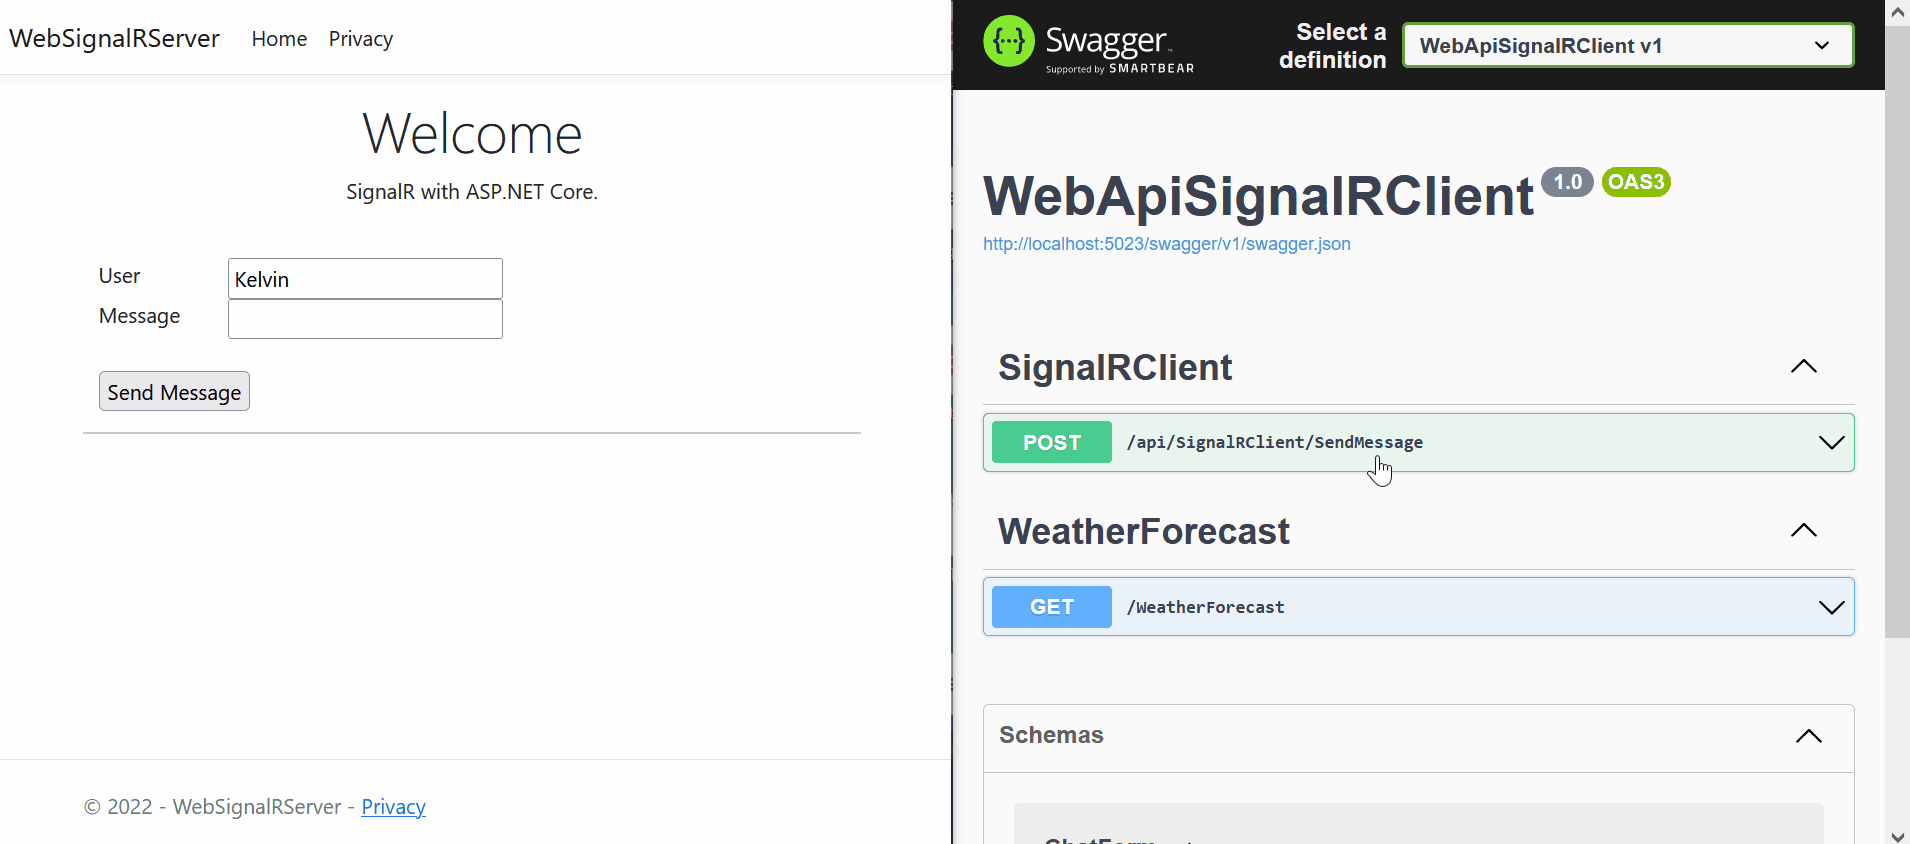 WebSignalRServer Home Privacy
Welcome
SignalR with ASP.NET Core.
User Kelvin
Message
Send Message
© 2022 - WebSignalRServer - Privacy
{···} Swagger™
Supported by SMARTBEAR
Select a
definition
WebApiSignalRClient v1
WebApiSignalRClient 1.0 OAS3
http://localhost:5023/swagger/v1/swagger.json
SignalRClient
POST /api/SignalRClient/SendMessage
WeatherForecast
GET /WeatherForecast
Schemas